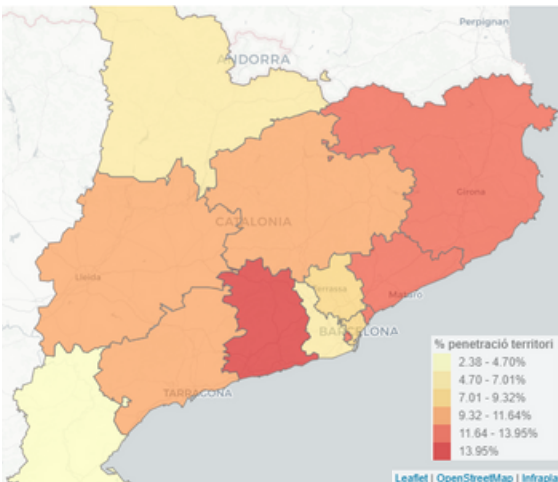 Perpignan
ANDORRA
Girona
CATALONIA
Lleida
Terrassa
Mataró
BARCELONA
TARRAGONA
% penetració territori
2.38 - 4.70%
4.70 - 7.01%
7.01 - 9.32%
9.32 - 11.64%
11.64 - 13.95%
13.95%
Leaflet | OpenStreetMap | Infrapla